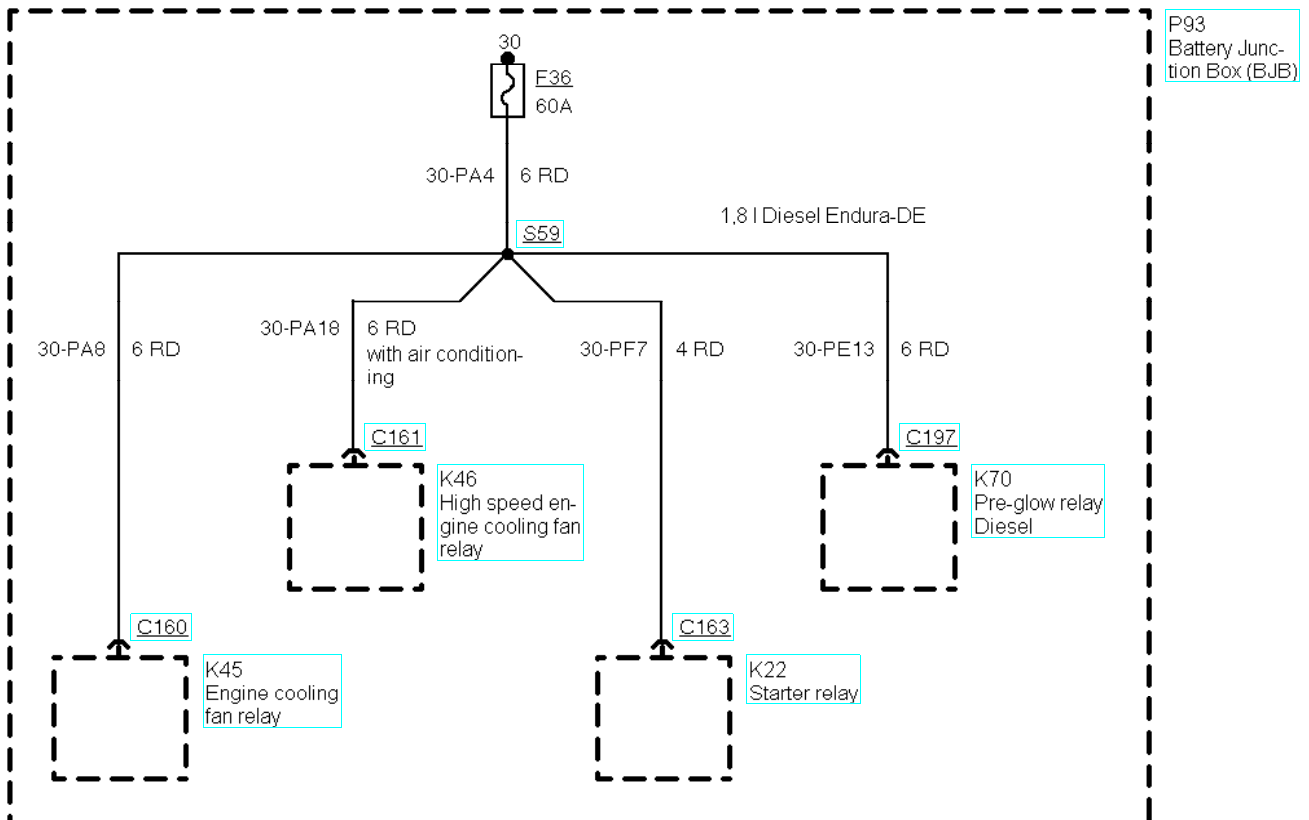 P93
Battery Junc-
tion Box (BJB)
30
F36
60A
30-PA4
6 RD
1,8 l Diesel Endura-DE
S59
30-PA8
6 RD
30-PA18
6 RD
with air condition-
ing
30-PF7
4 RD
30-PE13
6 RD
C161
C197
K46
High speed en-
gine cooling fan
relay
K70
Pre-glow relay
Diesel
C160
C163
K45
Engine cooling
fan relay
K22
Starter relay